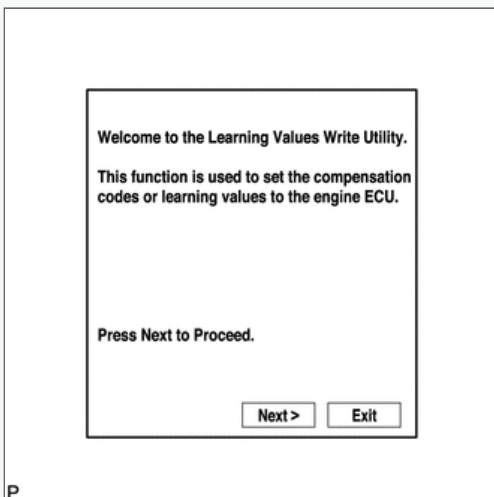 Welcome to the Learning Values Write Utility.
This function is used to set the compensation
codes or learning values to the engine ECU.
Press Next to Proceed.
Next >
Exit
P